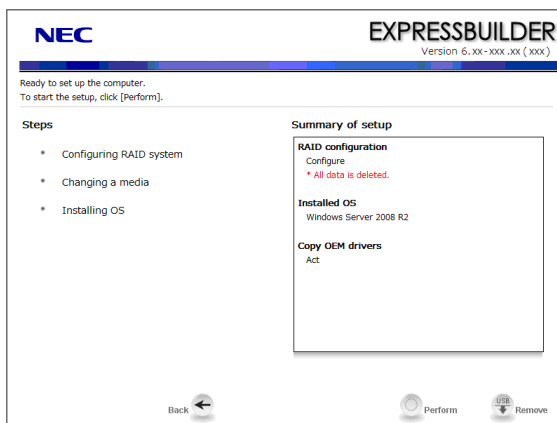 NEC
EXPRESSBUILDER
Version 6.xx-xxx.xx (xxx)
Ready to set up the computer.
To start the setup, click [Perform].
Steps
* Configuring RAID system
* Changing a media
* Installing OS
Summary of setup
RAID configuration
Configure
* All data is deleted.
Installed OS
Windows Server 2008 R2
Copy OEM drivers
Act
Back
Perform
USB
Remove